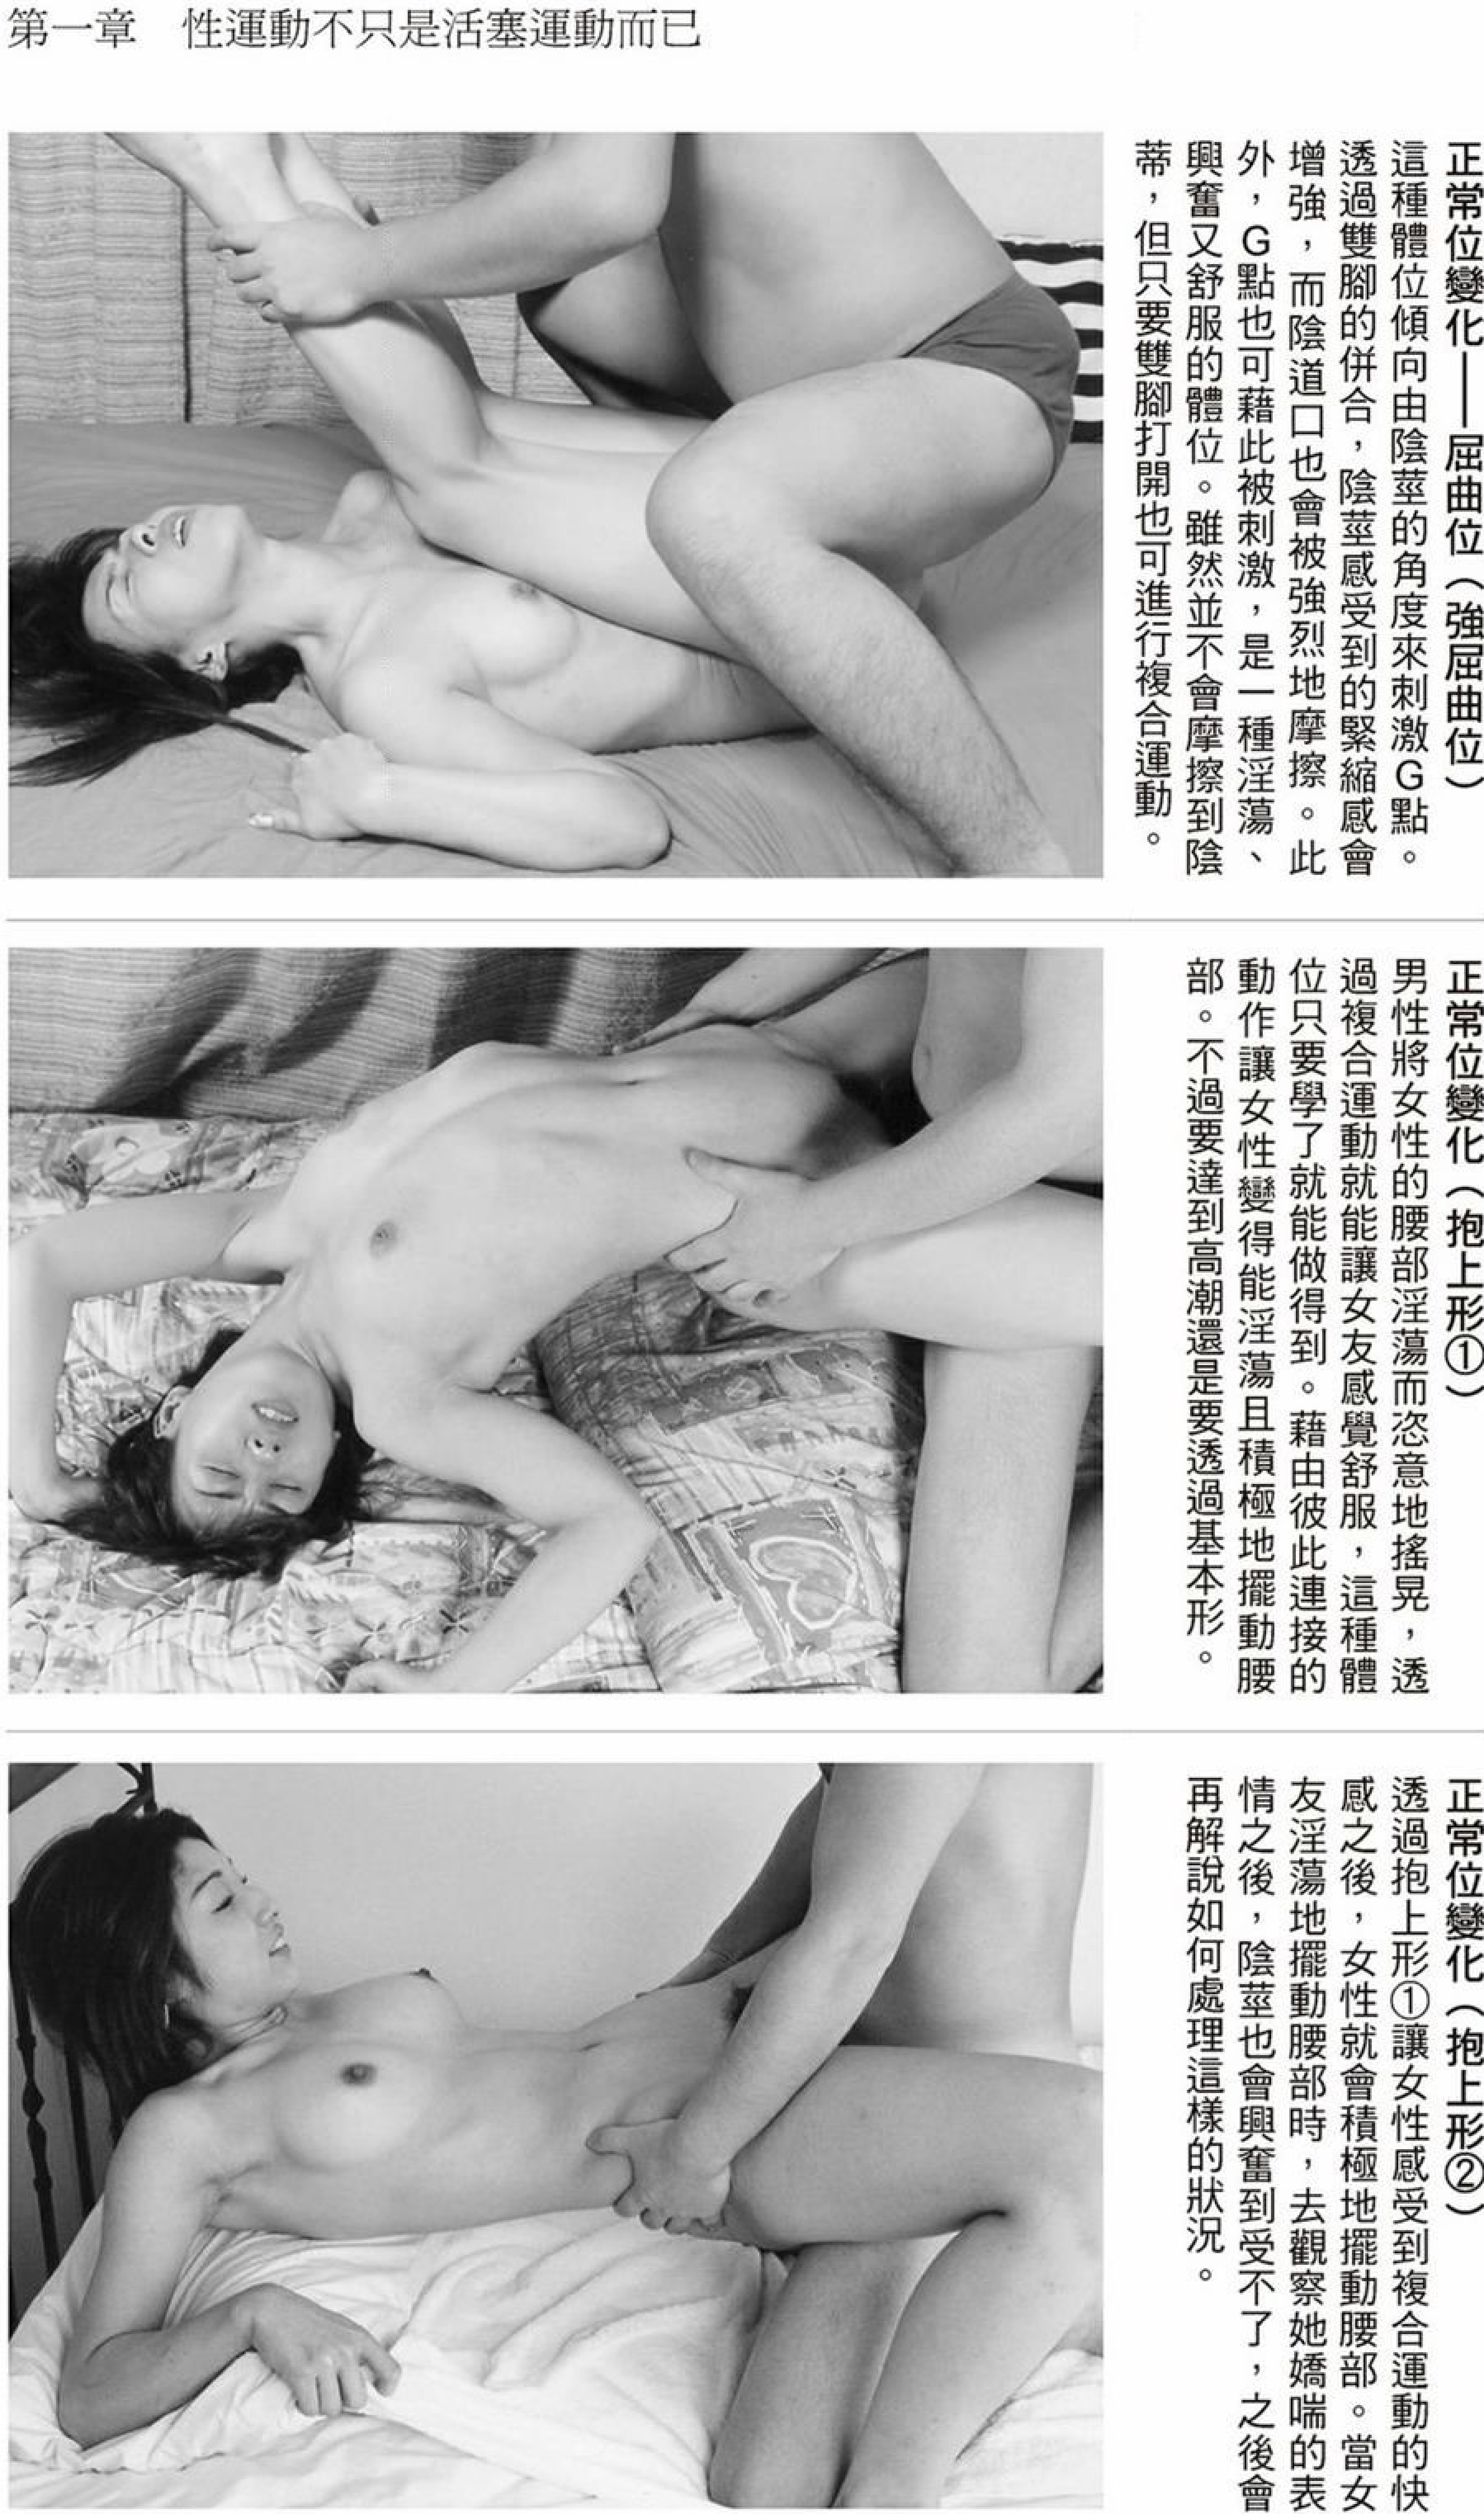 第一章　性運動不只是活塞運動而已
正常位變化——屈曲位（強屈曲位）
這種體位傾向由陰莖的角度來刺激Ｇ點。
透過雙腳的併合，陰莖感受到的緊縮感會
增強，而陰道口也會被強烈地摩擦。此
外，Ｇ點也可藉此被刺激，是一種淫蕩、
興奮又舒服的體位。雖然並不會摩擦到陰
蒂，但只要雙腳打開也可進行複合運動。
正常位變化（抱上形①）
男性將女性的腰部淫蕩而恣意地搖晃，透
過複合運動就能讓女友感覺舒服，這種體
位只要學了就能做得到。藉由彼此連接的
動作讓女性變得能淫蕩且積極地擺動腰
部。不過要達到高潮還是要透過基本形。
正常位變化（抱上形②）
透過抱上形①讓女性感受到複合運動的快
感之後，女性就會積極地擺動腰部。當女
友淫蕩地擺動腰部時，去觀察她嬌喘的表
情之後，陰莖也會興奮到受不了，之後會
再解說如何處理這樣的狀況。